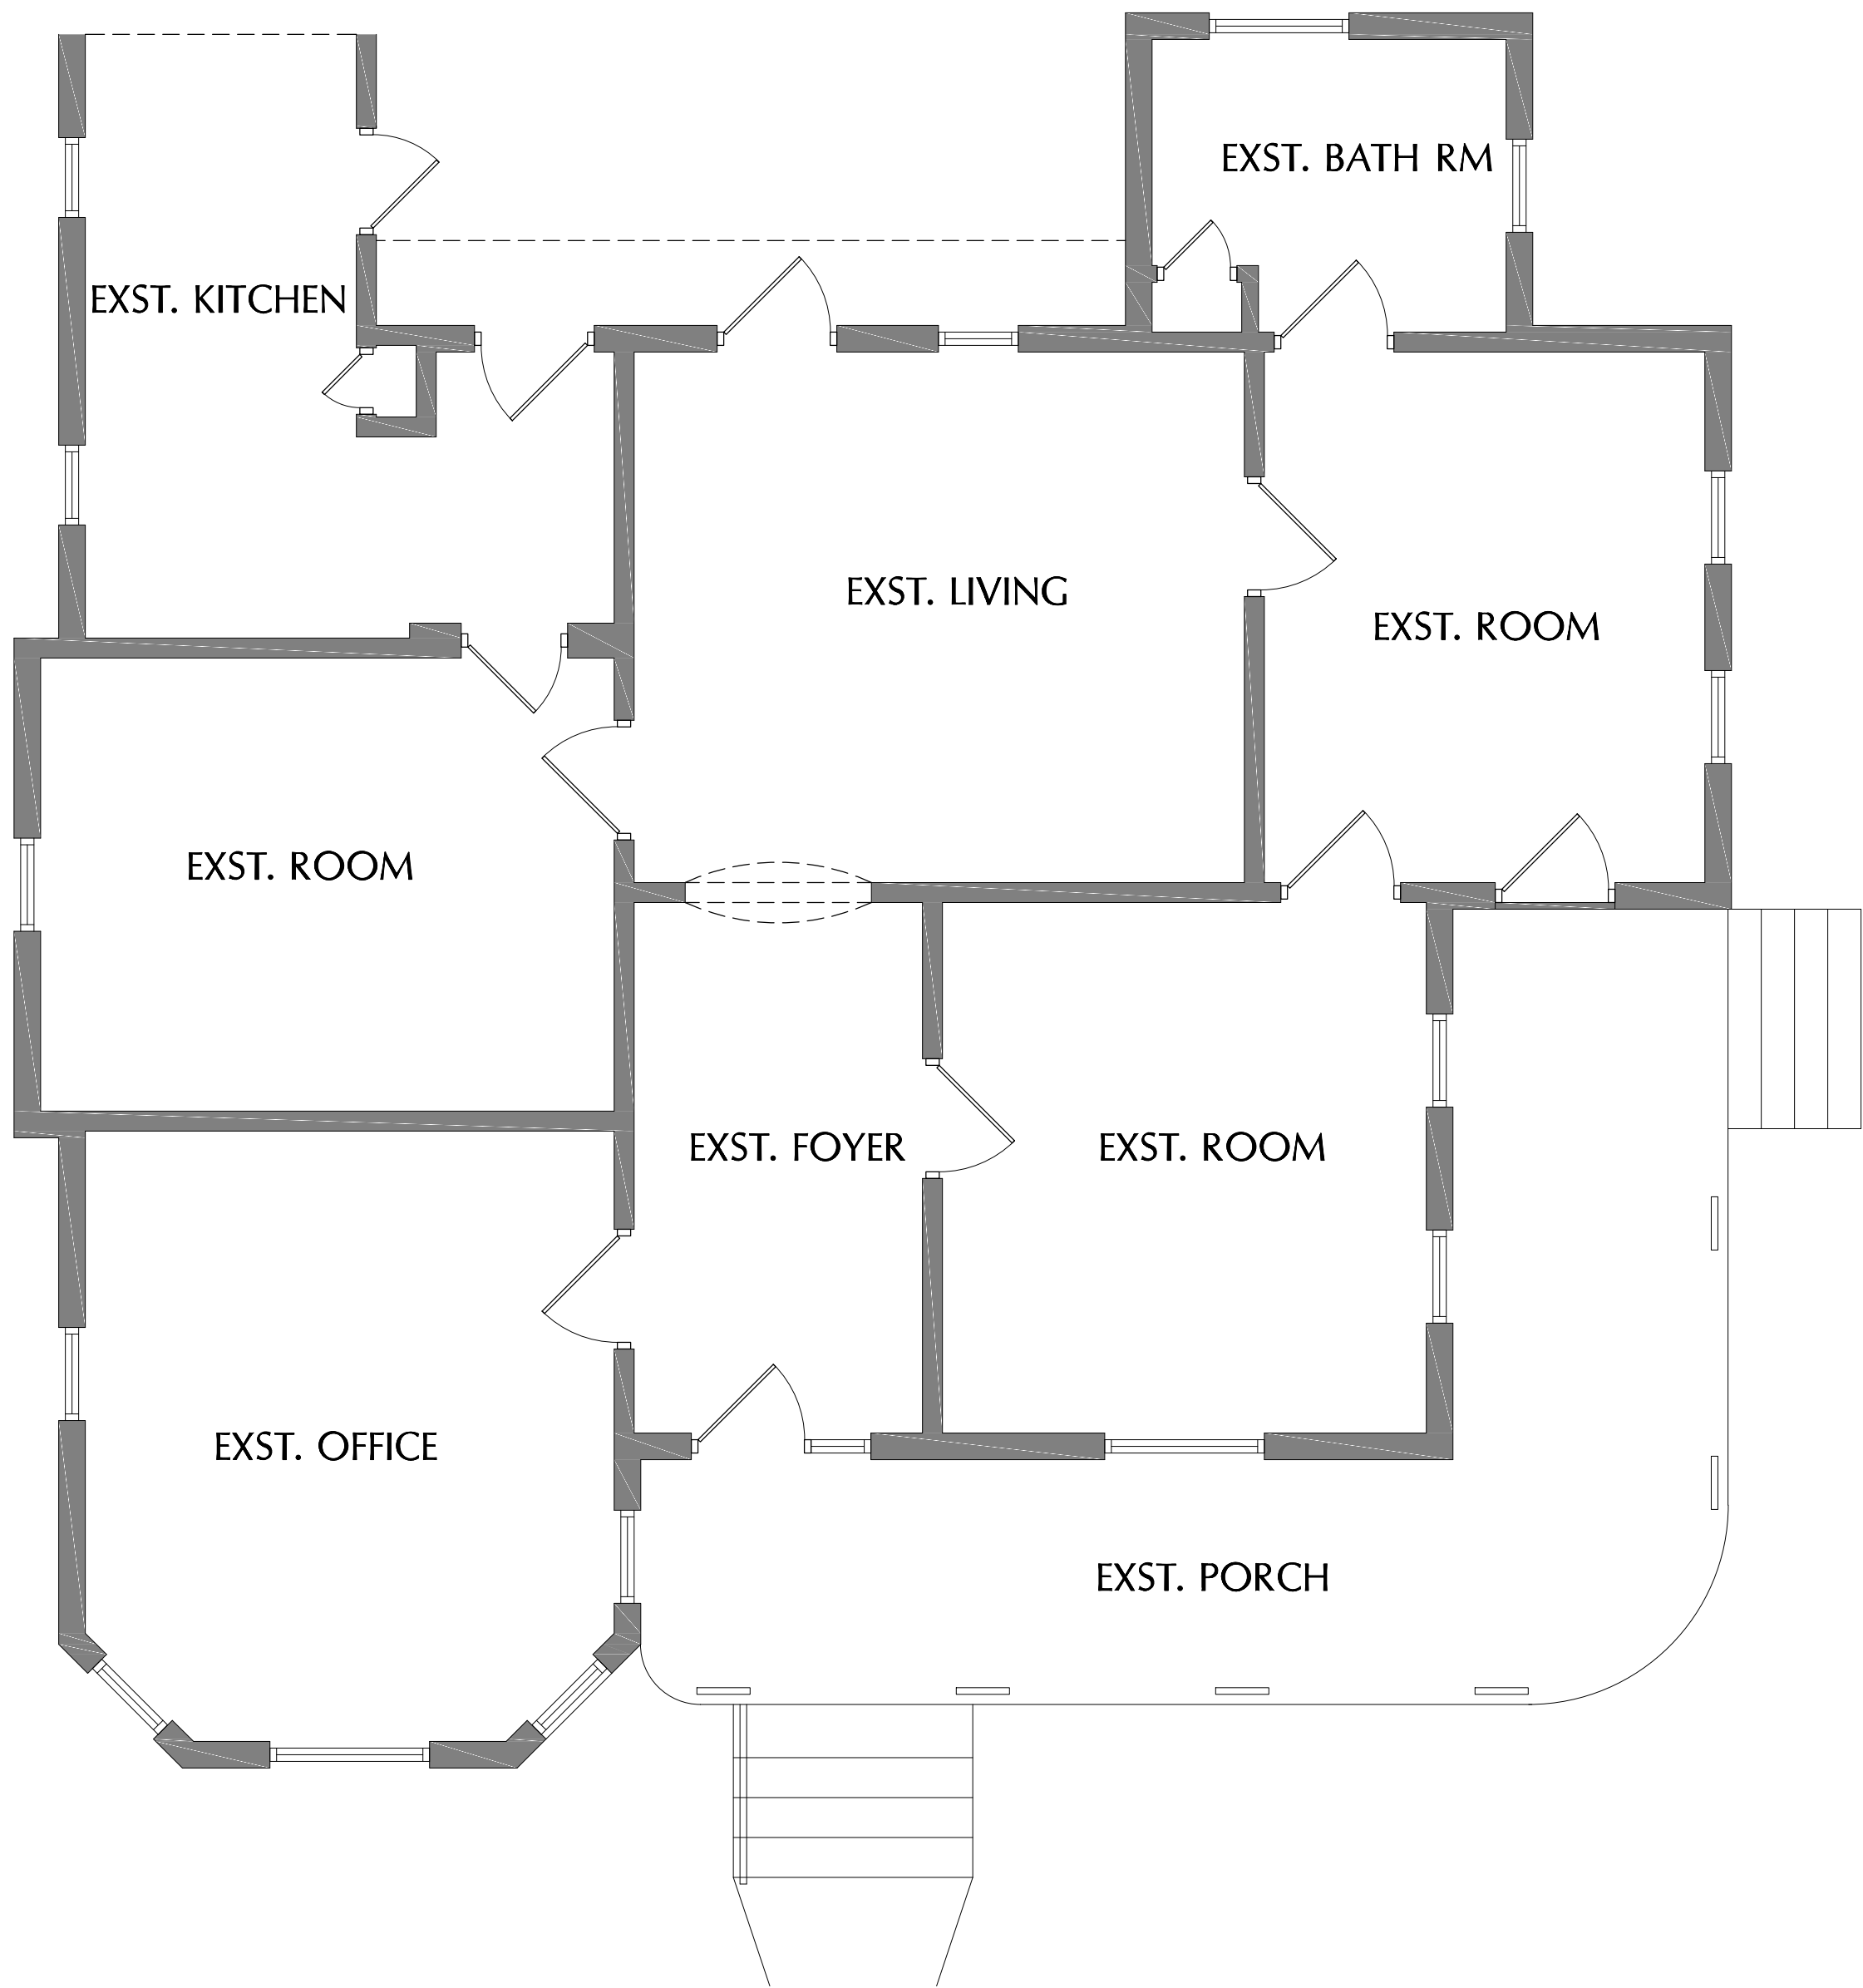 EXST. BATH RM
EXST. KITCHEN
EXST. LIVING
EXST. ROOM
EXST. ROOM
EXST. FOYER
EXST. ROOM
EXST. OFFICE
EXST. PORCH